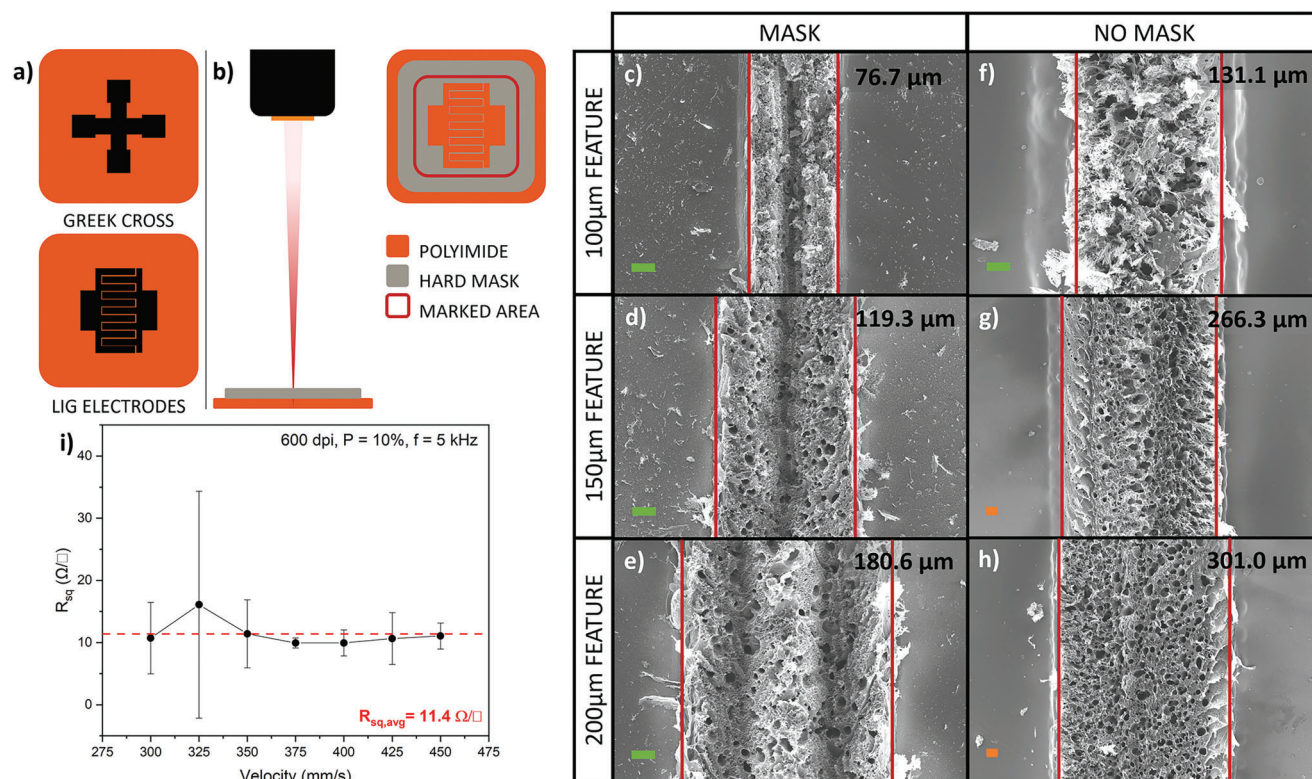 MASK
NO MASK
a)
b)
GREEK CROSS
LIG ELECTRODES
POLYIMIDE
HARD MASK
MARKED AREA
100µm FEATURE
c)
76.7 µm
f)
131.1 µm
150µm FEATURE
d)
119.3 µm
g)
266.3 µm
200µm FEATURE
e)
180.6 µm
h)
301.0 µm
i)
600 dpi, P = 10%, f = 5 kHz
40
30
20
10
0
Rsq (Ω/□)
Rsq,avg= 11.4 Ω/□
275 300 325 350 375 400 425 450 475
Velocity (mm/s)